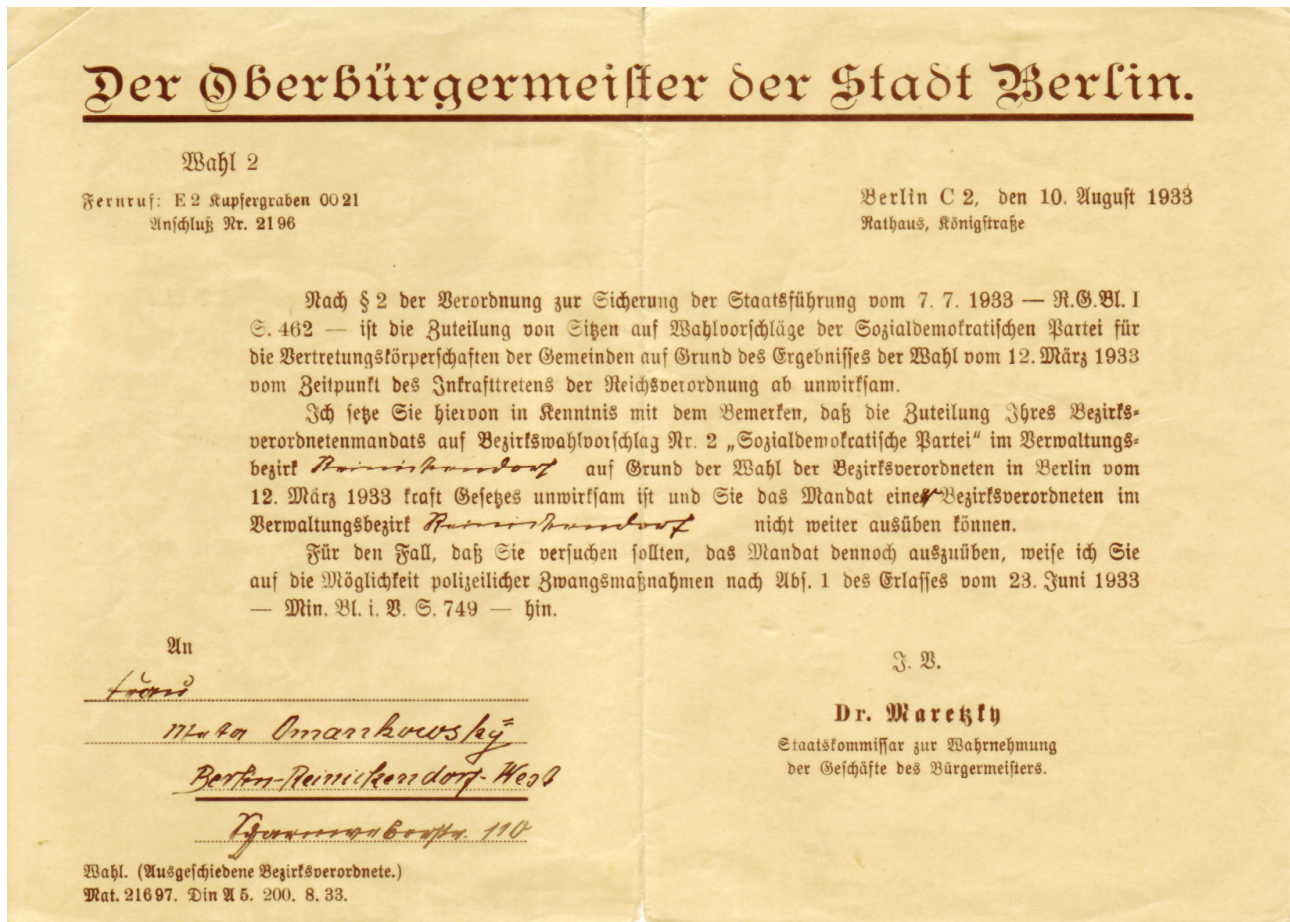 Der Oberbürgermeister der Stadt Berlin.
Wahl 2
Fernruf: E 2 Kupfergraben 0021
Anschluß Nr. 2196
Berlin C 2, den 10. August 1933
Rathaus, Königstraße
Nach § 2 der Verordnung zur Sicherung der Staatsführung vom 7. 7. 1933 — R.G.Bl. I
S. 462 — ist die Zuteilung von Sitzen auf Wahlvorschläge der Sozialdemokratischen Partei für
die Vertretungskörperschaften der Gemeinden auf Grund des Ergebnisses der Wahl vom 12. März 1933
vom Zeitpunkt des Inkrafttretens der Reichsverordnung ab unwirksam.
Ich setze Sie hiervon in Kenntnis mit dem Bemerken, daß die Zuteilung Ihres Bezirks-
verordnetenmandats auf Bezirkswahlvorschlag Nr. 2 „Sozialdemokratische Partei“ im Verwaltungs-
bezirk Reinickendorf auf Grund der Wahl der Bezirksverordneten in Berlin vom
12. März 1933 kraft Gesetzes unwirksam ist und Sie das Mandat einer Bezirksverordneten im
Verwaltungsbezirk Reinickendorf nicht weiter ausüben können.
Für den Fall, daß Sie versuchen sollten, das Mandat dennoch auszuüben, weise ich Sie
auf die Möglichkeit polizeilicher Zwangsmaßnahmen nach Abs. 1 des Erlasses vom 23. Juni 1933
— Min. Bl. i. V. S. 749 — hin.
An
Frau
Meta Omankowsky
Berlin-Reinickendorf-West
Scharnweberstr. 110
J. V.
Dr. Maretzky
Staatskommissar zur Wahrnehmung
der Geschäfte des Bürgermeisters.
Wahl. (Ausgeschiedene Bezirksverordnete.)
Mat. 21697. Din A 5. 200. 8. 33.